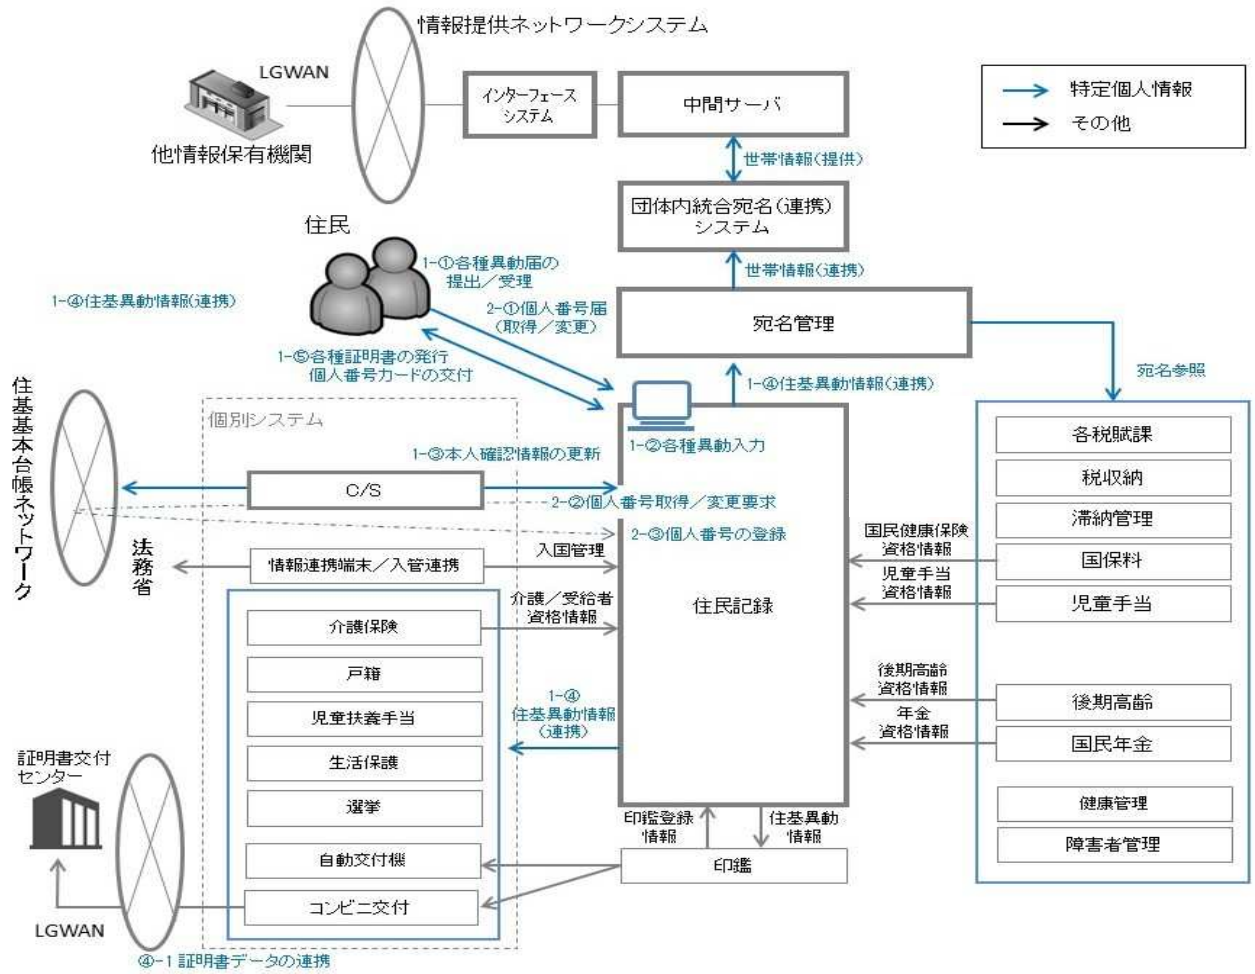 情報提供ネットワークシステム
LGWAN
インターフェース
システム
中間サーバ
特定個人情報
その他
他情報保有機関
世帯情報(提供)
団体内統合宛名(連携)
システム
住民
1-①各種異動届の
提出／受理
世帯情報(連携)
1-④住基異動情報(連携)
2-①個人番号届
(取得／変更)
宛名管理
1-⑤各種証明書の発行
個人番号カードの交付
1-④住基異動情報(連携)
宛名参照
住基基本台帳ネットワーク
個別システム
1-②各種異動入力
各税賦課
1-③本人確認情報の更新
税収納
C/S
2-②個人番号取得／変更要求
滞納管理
2-③個人番号の登録
国民健康保険
資格情報
法務省
入国管理
情報連携端末／入管連携
国保料
児童手当
資格情報
児童手当
介護／受給者
資格情報
住民記録
介護保険
戸籍
後期高齢
資格情報
後期高齢
1-④
住基異動情報
(連携)
児童扶養手当
年金
資格情報
国民年金
生活保護
証明書交付
センター
選挙
健康管理
印鑑登録
情報
住基異動
情報
障害者管理
自動交付機
印鑑
コンビニ交付
LGWAN
④-1 証明書データの連携